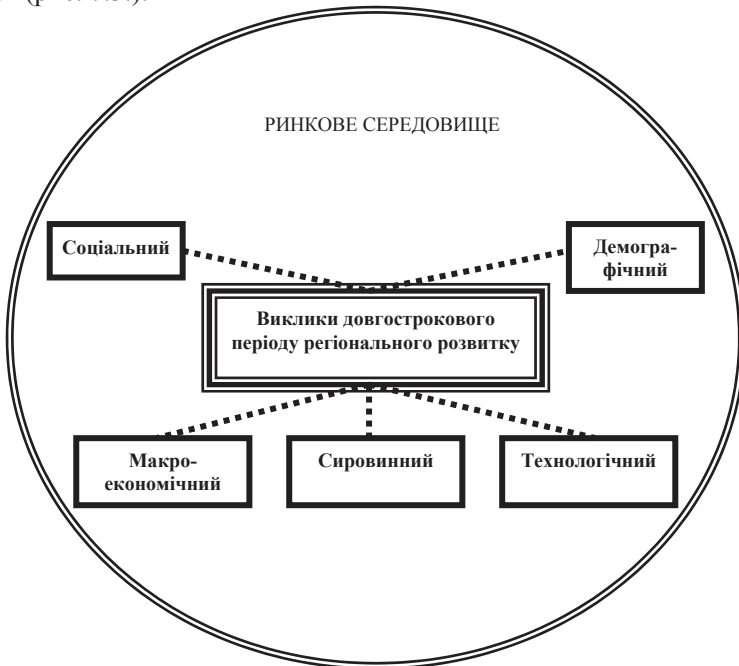 РИНКОВЕ СЕРЕДОВИЩЕ
Соціальний
Демогра-
фічний
Виклики довгострокового
періоду регіонального розвитку
Макро-
економічний
Сировинний
Технологічний